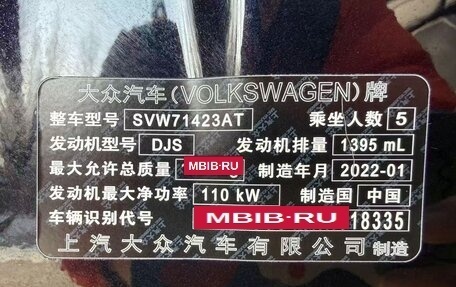 大众汽车(VOLKSWAGEN)牌
整车型号 SVW71423AT 乘坐人数 5
发动机型号 DJS 发动机排量 1395 mL
最大允许总质量 MBIB·RU 制造年月 2022-01
发动机最大净功率 110 kW 制造国 中国
车辆识别代号 MBIB·RU 18335
上汽大众汽车有限公司 制造